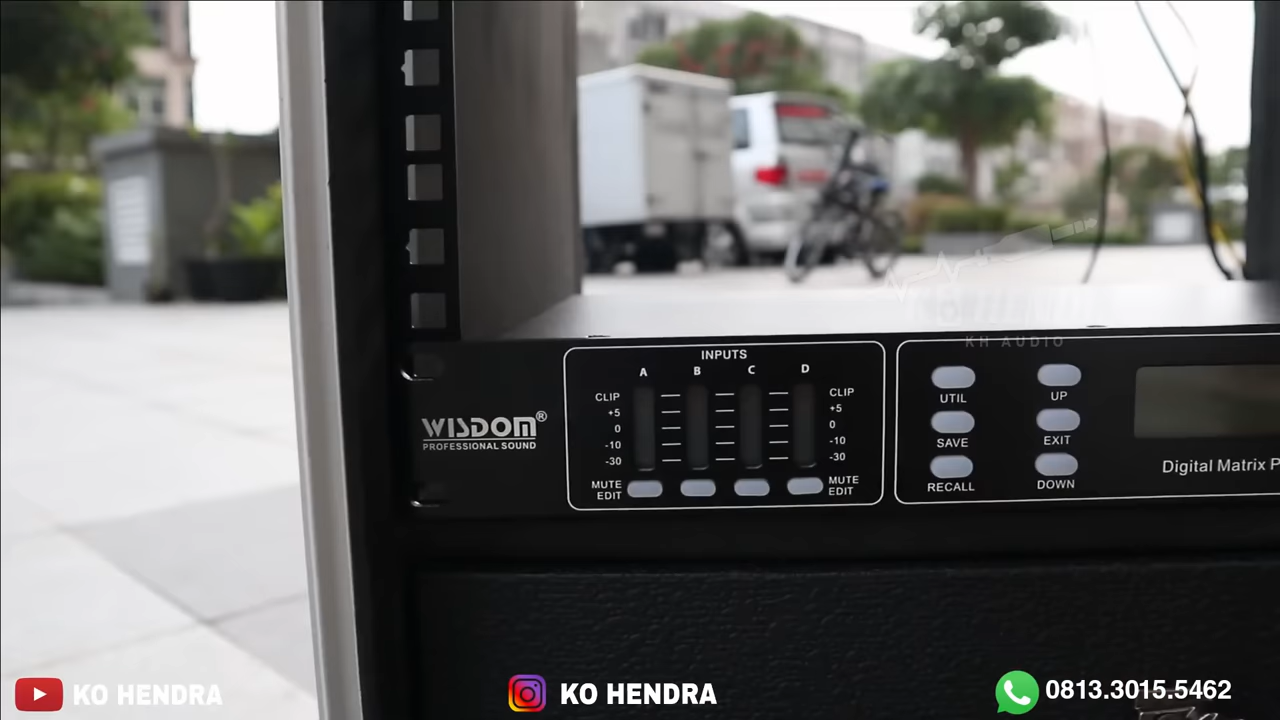 KH AUDIO
WISDOM®
PROFESSIONAL SOUND
INPUTS
A B C D
CLIP
+5
0
-10
-30
MUTE
EDIT
CLIP
+5
0
-10
-30
MUTE
EDIT
UTIL
UP
SAVE
EXIT
RECALL
DOWN
Digital Matrix P
KO HENDRA
KO HENDRA
0813.3015.5462